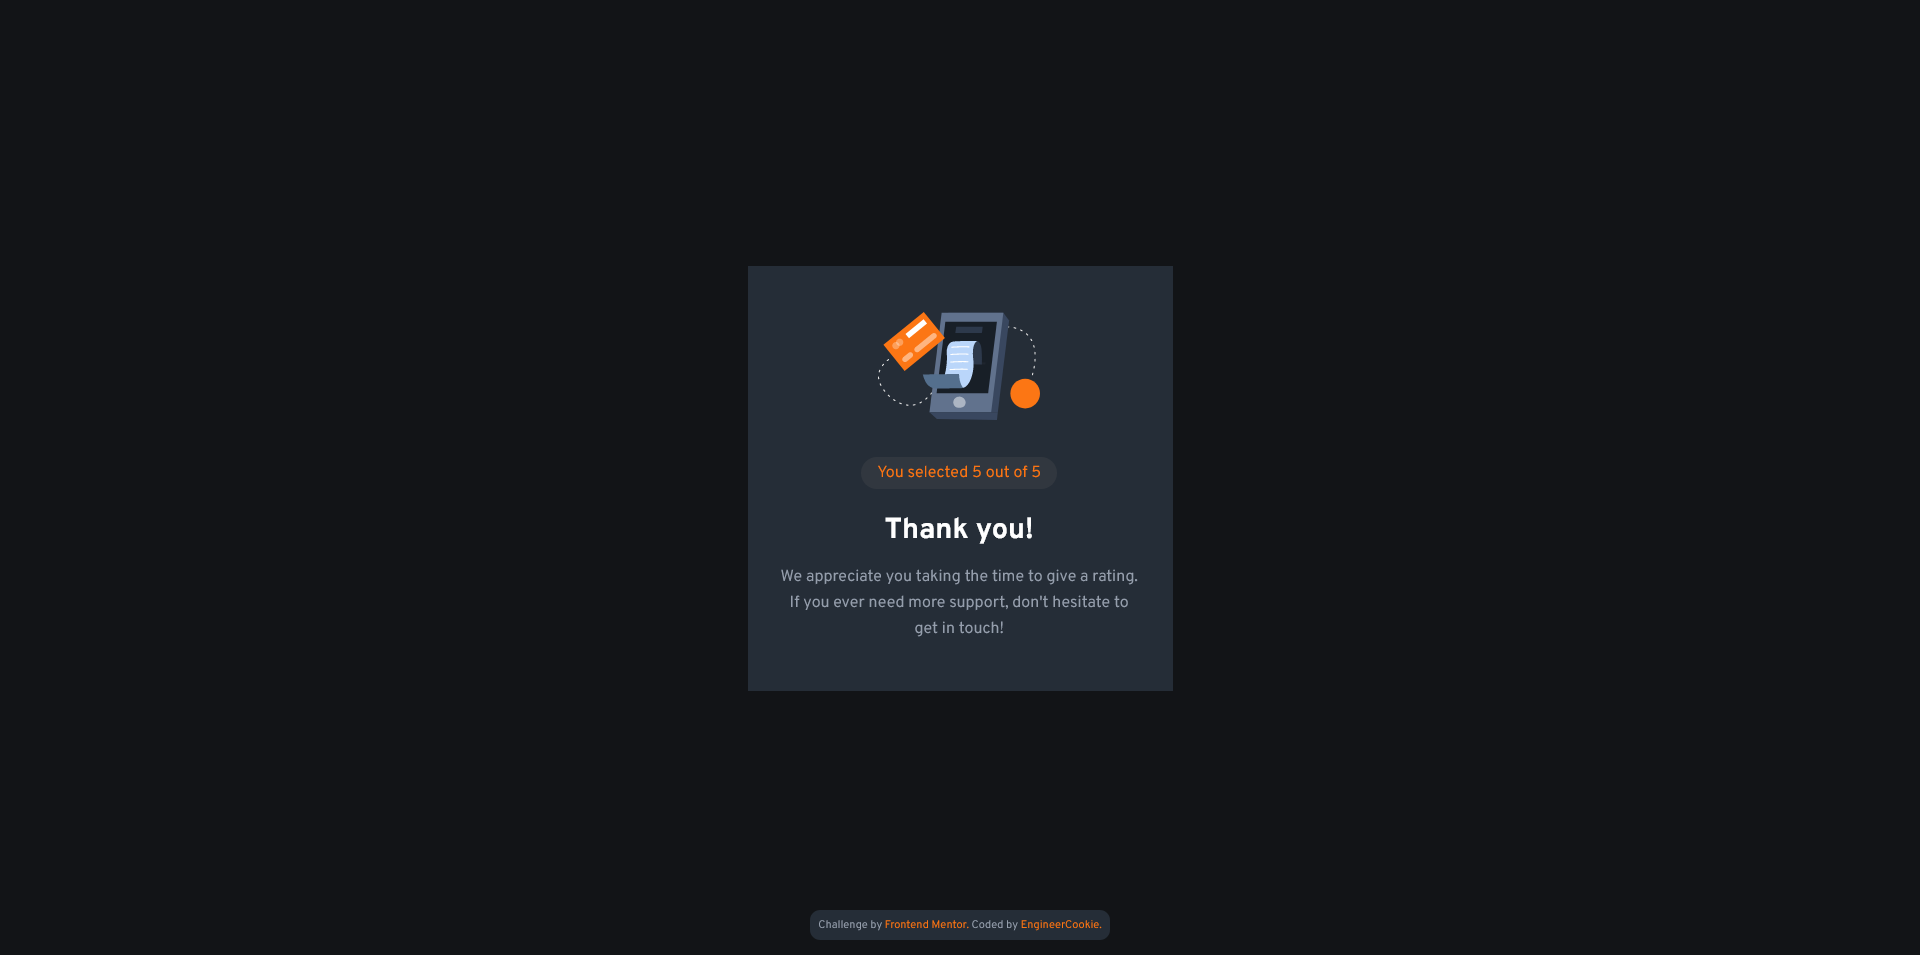 You selected 5 out of 5
Thank you!
We appreciate you taking the time to give a rating.
If you ever need more support, don't hesitate to
get in touch!
Challenge by Frontend Mentor. Coded by EngineerCookie.